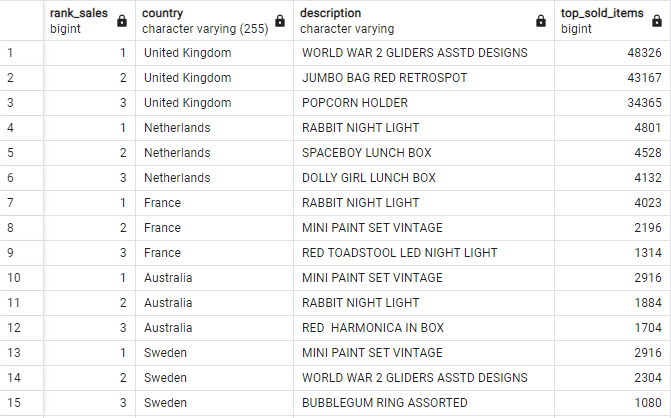 rank_sales country description top_sold_items
bigint character varying (255) character varying bigint
1 1 United Kingdom WORLD WAR 2 GLIDERS ASSTD DESIGNS 48326
2 2 United Kingdom JUMBO BAG RED RETROSPOT 43167
3 3 United Kingdom POPCORN HOLDER 34365
4 1 Netherlands RABBIT NIGHT LIGHT 4801
5 2 Netherlands SPACEBOY LUNCH BOX 4528
6 3 Netherlands DOLLY GIRL LUNCH BOX 4132
7 1 France RABBIT NIGHT LIGHT 4023
8 2 France MINI PAINT SET VINTAGE 2196
9 3 France RED TOADSTOOL LED NIGHT LIGHT 1314
10 1 Australia MINI PAINT SET VINTAGE 2916
11 2 Australia RABBIT NIGHT LIGHT 1884
12 3 Australia RED  HARMONICA IN BOX 1704
13 1 Sweden MINI PAINT SET VINTAGE 2916
14 2 Sweden WORLD WAR 2 GLIDERS ASSTD DESIGNS 2304
15 3 Sweden BUBBLEGUM RING ASSORTED 1080